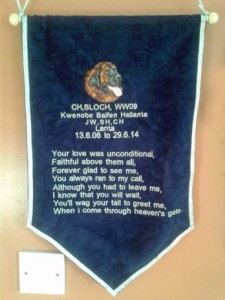 CH,SLOCH, WW09
Kwenobe Balfen Hallanta
JW,SH,CH
Lanta
13.6.06 to 29.6.14
Your love was unconditional,
Faithful above them all,
Forever glad to see me,
You always ran to my call,
Although you had to leave me,
I know that you will wait,
You'll wag your tail to greet me,
When i come through heaven's gate.